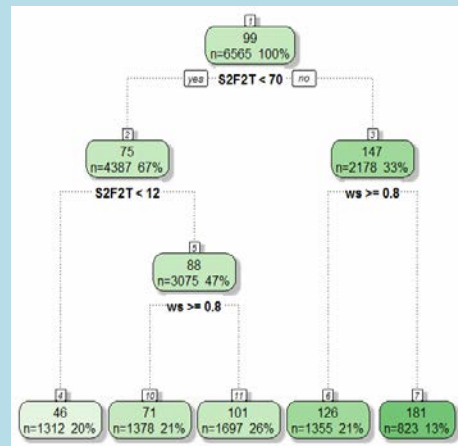 1
99
n=6565 100%
yes S2F2T < 70 no
2
75
n=4387 67%
3
147
n=2178 33%
S2F2T < 12
ws >= 0.8
5
88
n=3075 47%
ws >= 0.8
4
46
n=1312 20%
10
71
n=1378 21%
11
101
n=1697 26%
6
126
n=1355 21%
7
181
n=823 13%